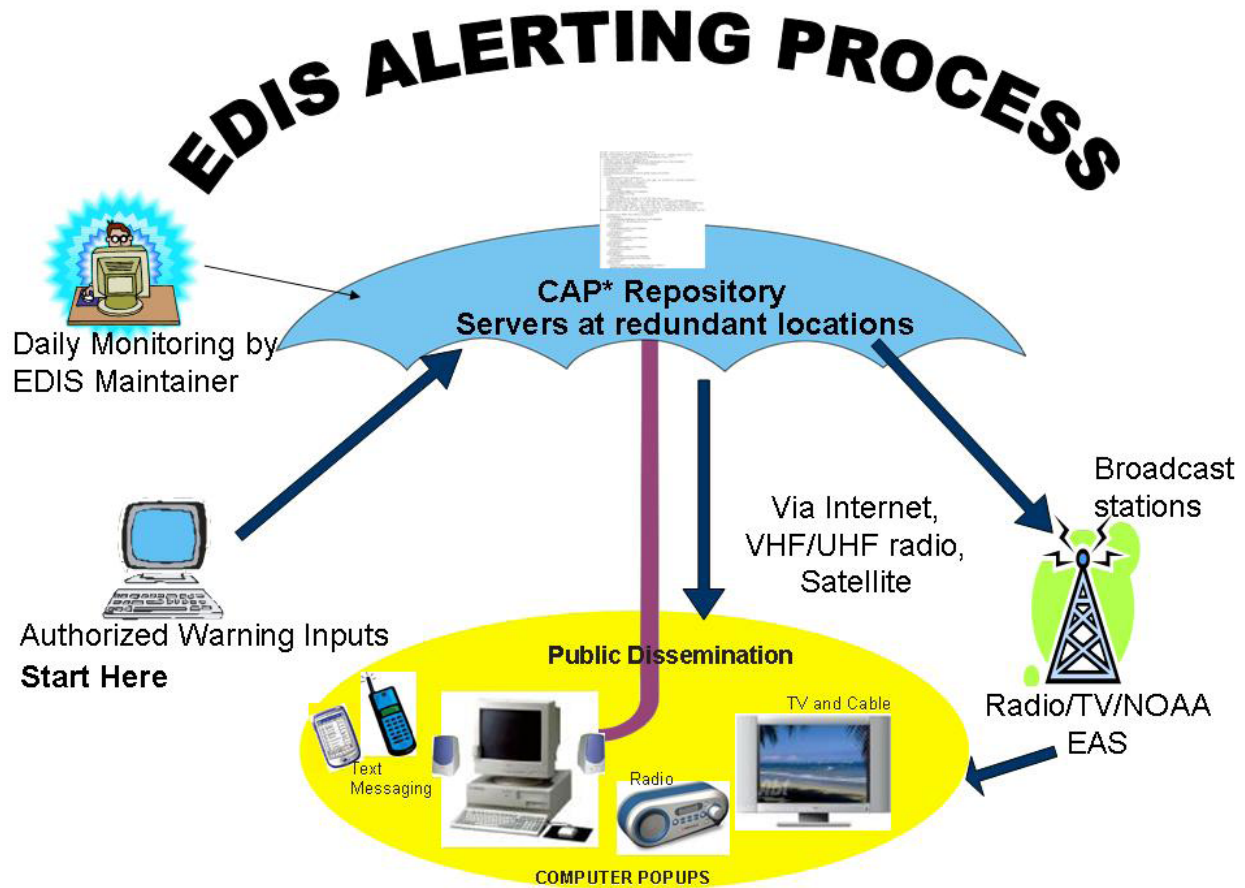 EDIS ALERTING PROCESS
CAP* Repository
Servers at redundant locations
Daily Monitoring by
EDIS Maintainer
Authorized Warning Inputs
Start Here
Via Internet,
VHF/UHF radio,
Satellite
Broadcast
stations
Radio/TV/NOAA
EAS
Public Dissemination
Text
Messaging
Radio
TV and Cable
Abt
COMPUTER POPUPS